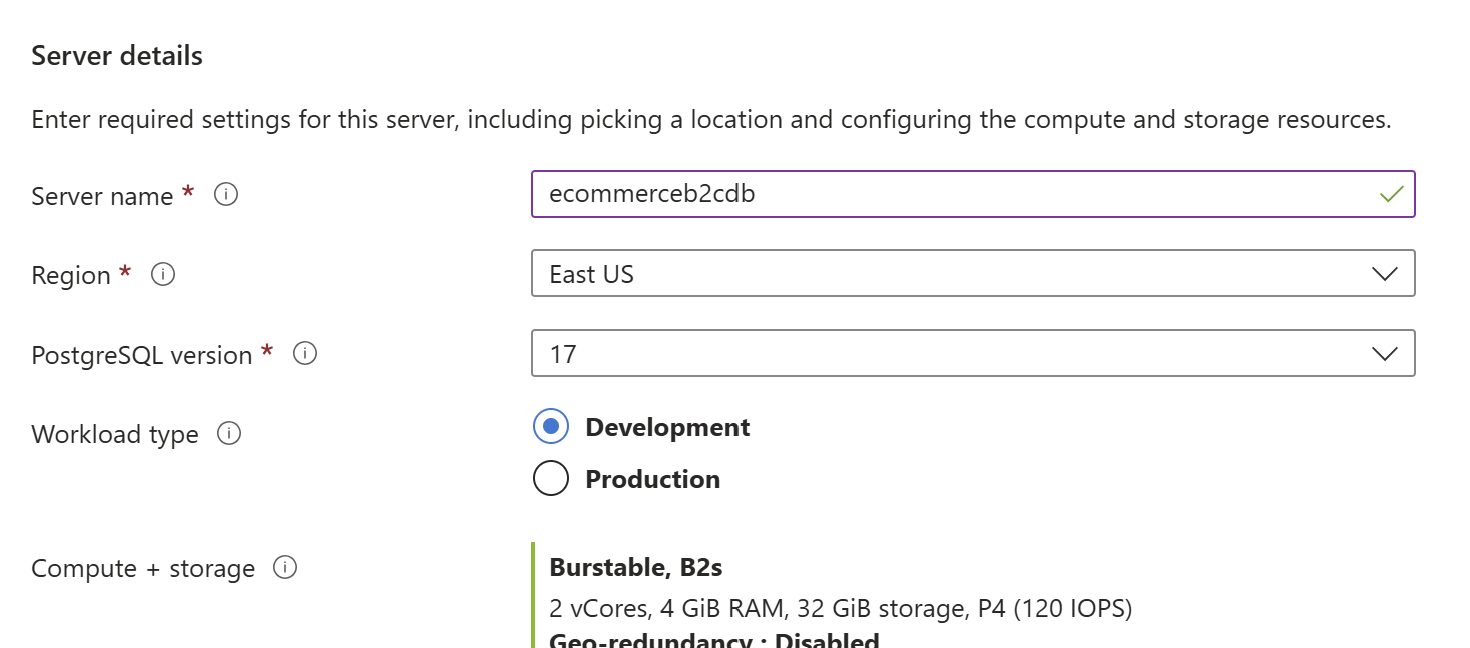 Server details
Enter required settings for this server, including picking a location and configuring the compute and storage resources.
Server name *
ecommerceb2cdb
Region *
East US
PostgreSQL version *
17
Workload type
Development
Production
Compute + storage
Burstable, B2s
2 vCores, 4 GiB RAM, 32 GiB storage, P4 (120 IOPS)
Geo-redundancy : Disabled